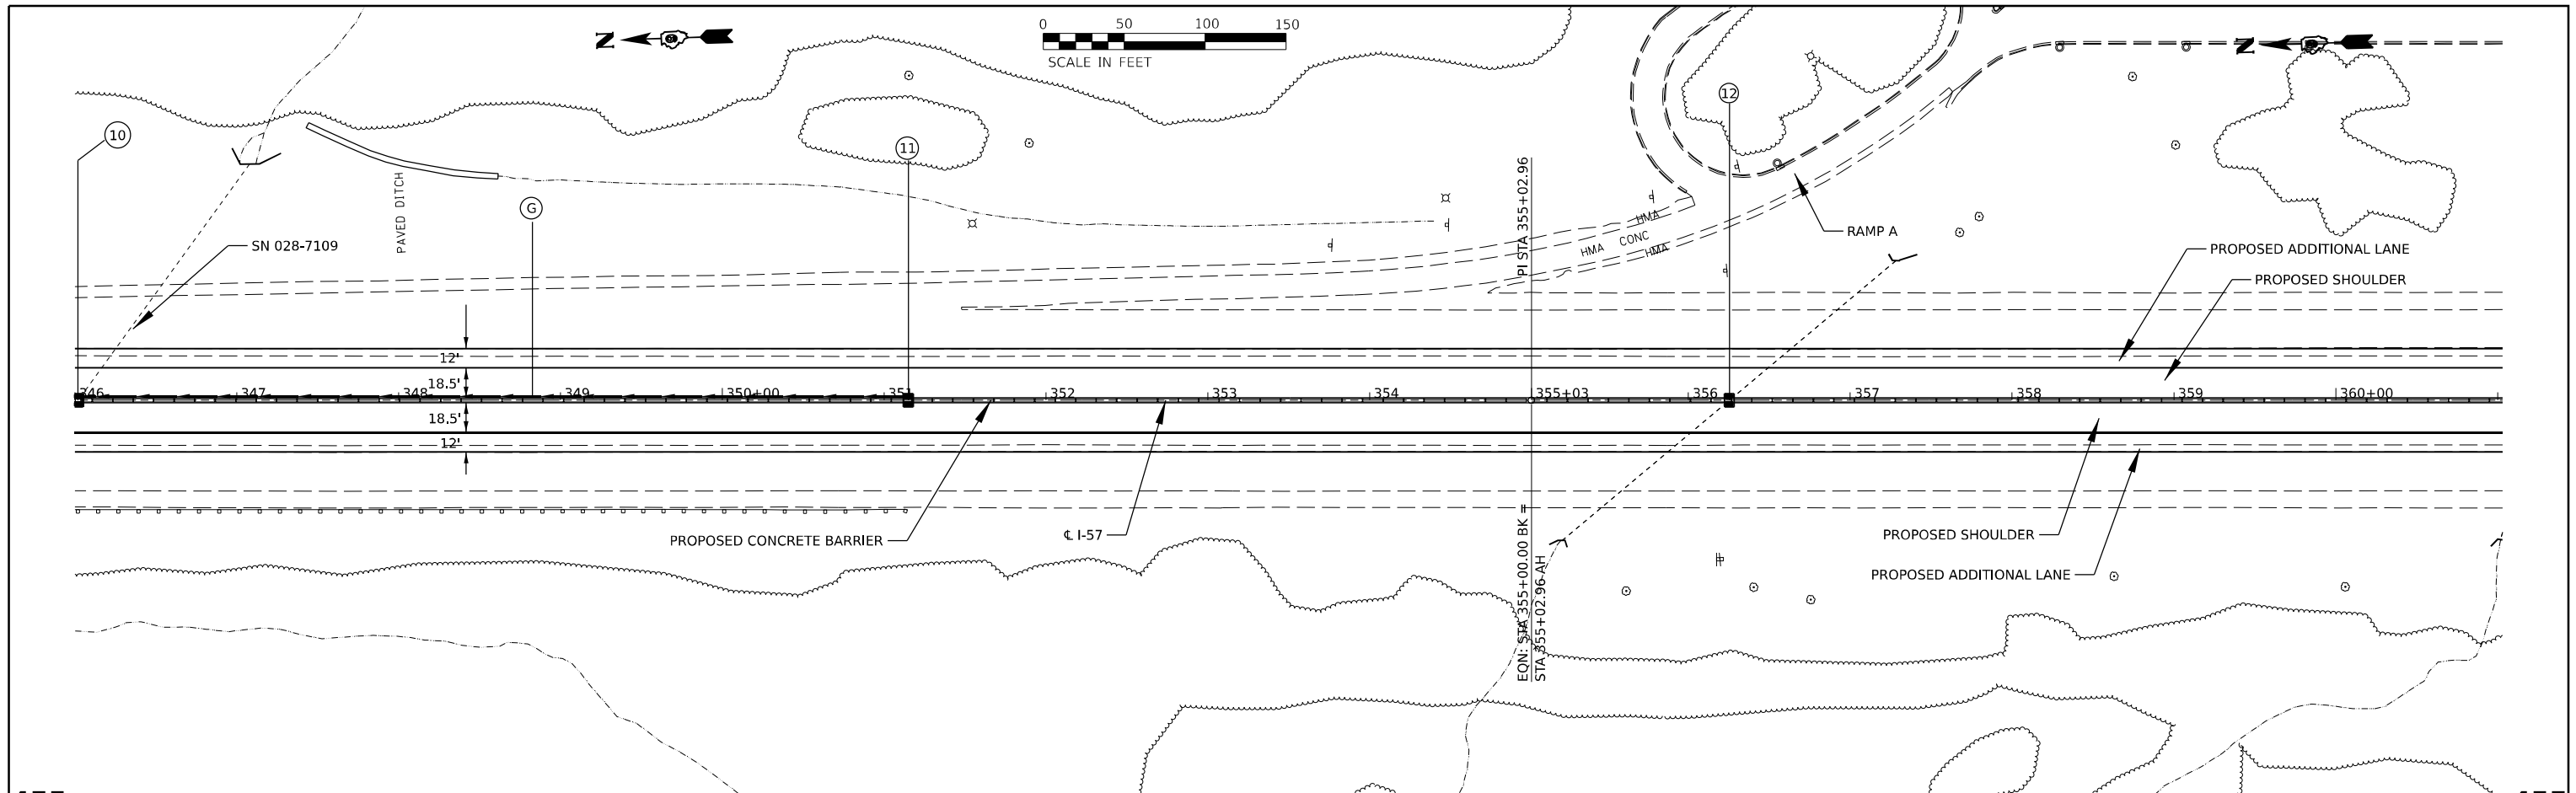 0 50 100 150
SCALE IN FEET
N
N
10
11
12
G
PAVED DITCH
SN 028-7109
PI STA 355+02.96
HMA
HMA CONC
HMA
RAMP A
PROPOSED ADDITIONAL LANE
PROPOSED SHOULDER
12'
18.5'
346 347 348 349 350+00 351 352 353 354 355+03 356 357 358 359 360+00
18.5'
12'
PROPOSED CONCRETE BARRIER
℄ I-57
EQN: STA 355+00.00 BK =
STA 355+02.96 AH
PROPOSED SHOULDER
PROPOSED ADDITIONAL LANE